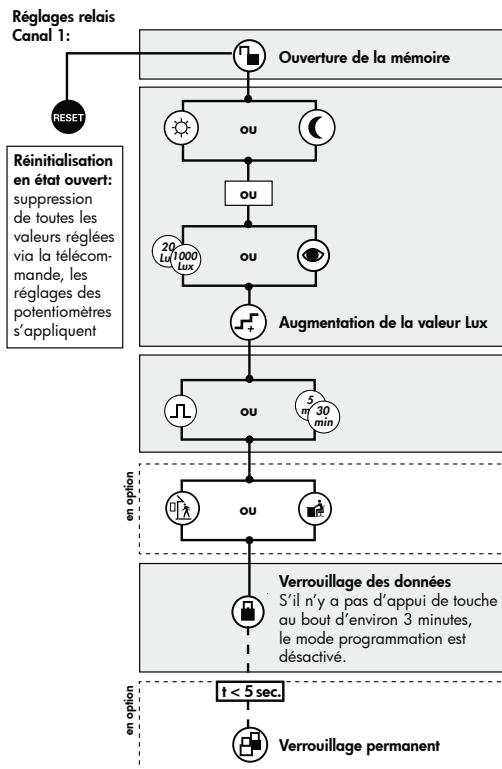 Réglages relais
Canal 1:
Ouverture de la mémoire
RESET
ou
Réinitialisation
en état ouvert:
suppression
de toutes les
valeurs réglées
via la télécom-
mande, les
réglages des
potentiomètres
s'appliquent
ou
20
Lux
1000
Lux
ou
Augmentation de la valeur Lux
ou
5
min
30
min
en option
ou
Verrouillage des données
S'il n'y a pas d'appui de touche
au bout d'environ 3 minutes,
le mode programmation est
désactivé.
en option
t < 5 sec.
Verrouillage permanent